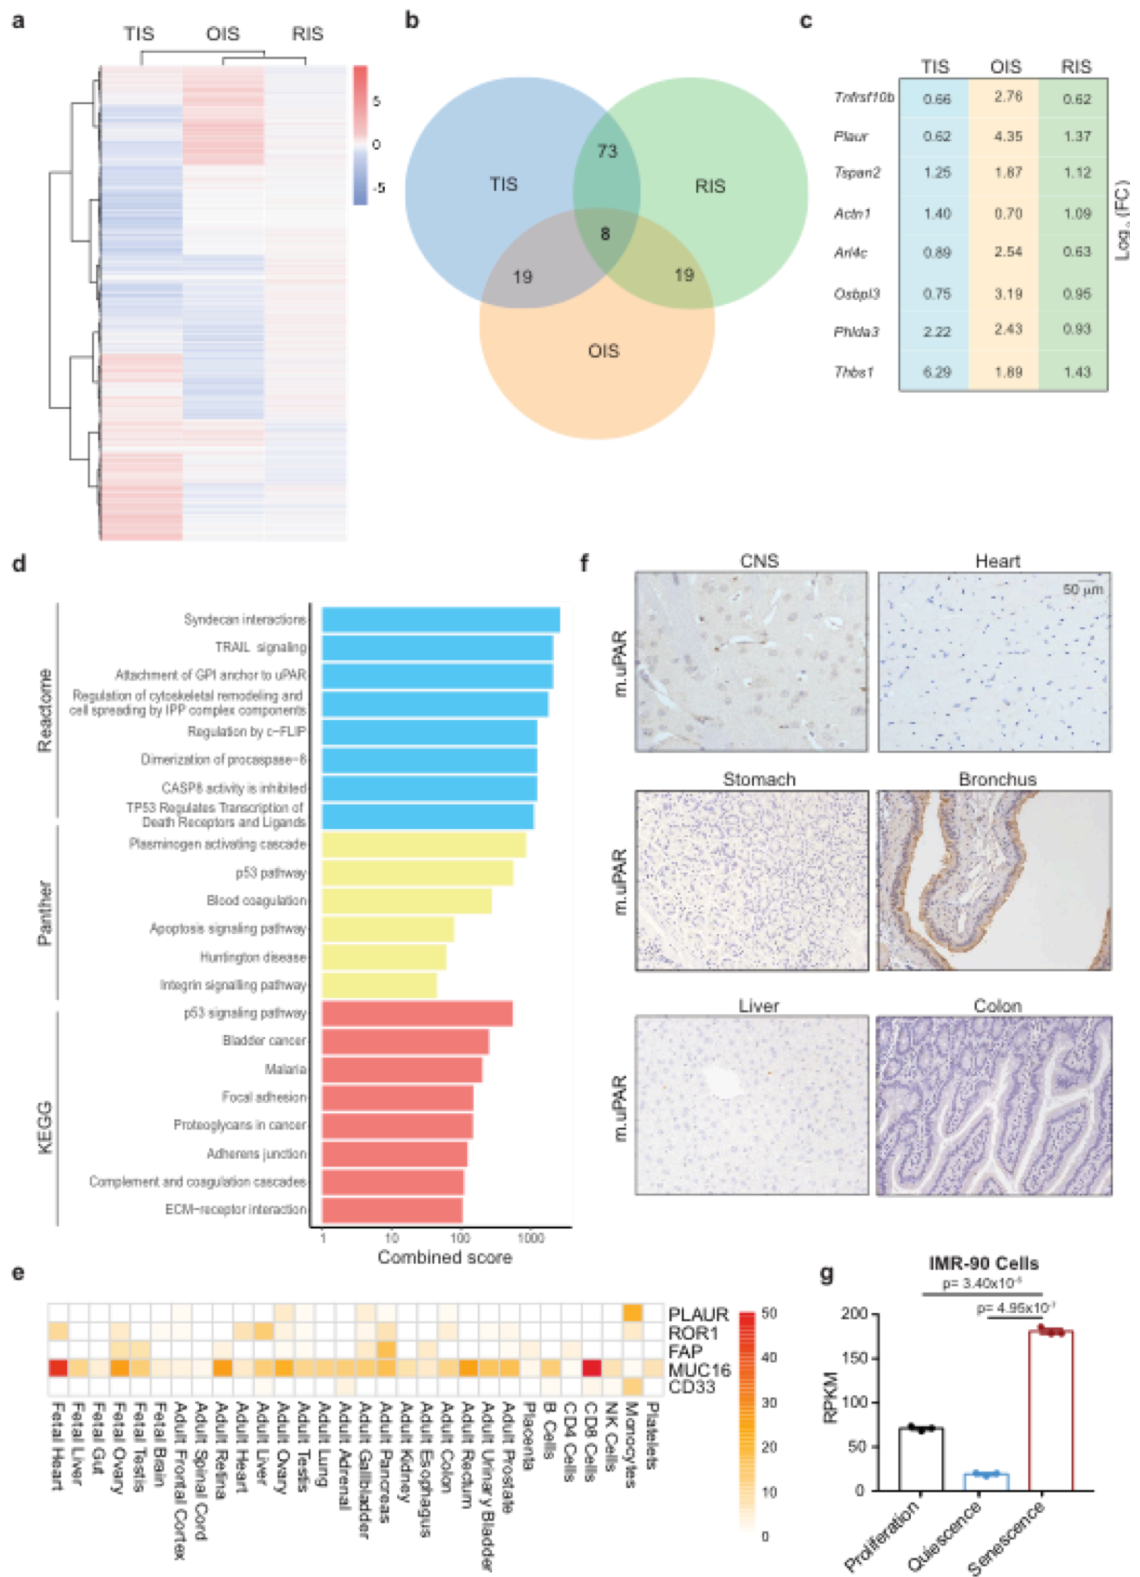 a
TIS OIS RIS
5
0
-5
b
TIS
73
RIS
8
19
19
OIS
c
TIS OIS RIS
Tnfrsf10b 0.66 2.76 0.62
Plaur 0.62 4.35 1.37
Tspan2 1.25 1.87 1.12
Actn1 1.40 0.70 1.09
Arl4c 0.89 2.54 0.63
Osbpl3 0.75 3.19 0.95
Phlda3 2.22 2.43 0.93
Thbs1 6.29 1.89 1.43
Log₂ (FC)
d
Reactome
Syndecan interactions
TRAIL signaling
Attachment of GPI anchor to uPAR
Regulation of cytoskeletal remodeling and
cell spreading by IPP complex components
Regulation by c-FLIP
Dimerization of procaspase-8
CASP8 activity is inhibited
TP53 Regulates Transcription of
Death Receptors and Ligands
Panther
Plasminogen activating cascade
p53 pathway
Blood coagulation
Apoptosis signaling pathway
Huntington disease
Integrin signalling pathway
KEGG
p53 signaling pathway
Bladder cancer
Malaria
Focal adhesion
Proteoglycans in cancer
Adherens junction
Complement and coagulation cascades
ECM-receptor interaction
1 10 100 1000
Combined score
f
CNS Heart
50 µm
m.uPAR
Stomach Bronchus
m.uPAR
Liver Colon
m.uPAR
e
PLAUR
ROR1
FAP
MUC16
CD33
50
40
30
20
10
0
Fetal Heart
Fetal Liver
Fetal Gut
Fetal Ovary
Fetal Testis
Fetal Brain
Adult Frontal Cortex
Adult Spinal Cord
Adult Retina
Adult Heart
Adult Liver
Adult Ovary
Adult Testis
Adult Lung
Adult Adrenal
Adult Gallbladder
Adult Pancreas
Adult Kidney
Adult Esophagus
Adult Colon
Adult Rectum
Adult Urinary Bladder
Adult Prostate
Placenta
B Cells
CD4 Cells
CD8 Cells
NK Cells
Monocytes
Platelets
g
IMR-90 Cells
p= 3.40x10⁻⁵
p= 4.95x10⁻⁷
RPKM
200
150
100
50
0
Proliferation
Quiescence
Senescence